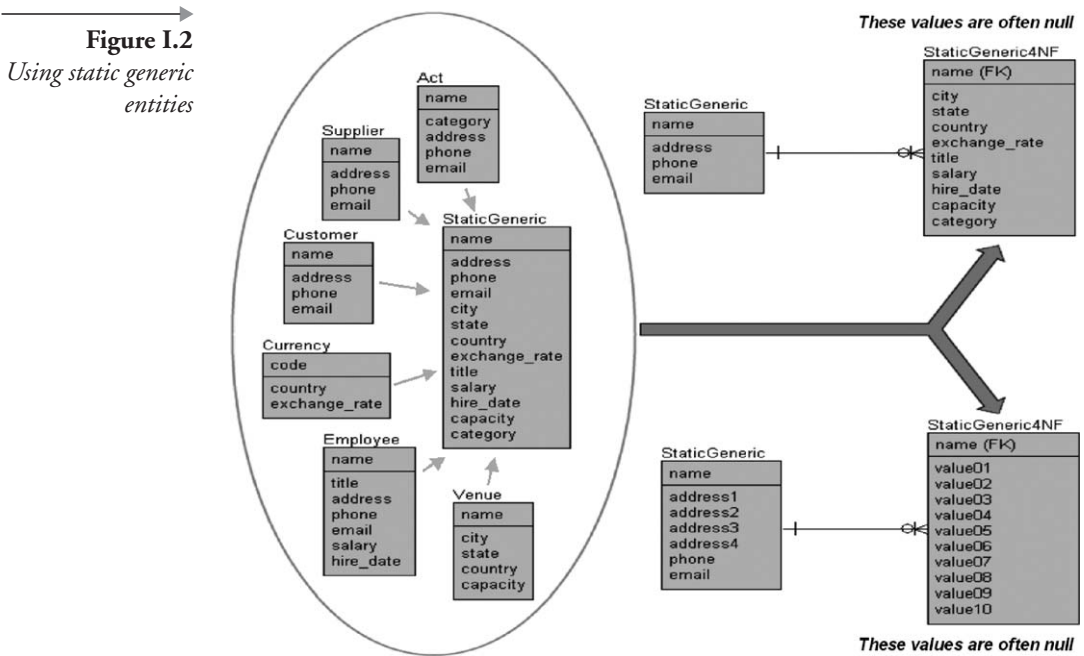 Figure I.2
Using static generic
entities
Act
name
category
address
phone
email
Supplier
name
address
phone
email
Customer
name
address
phone
email
Currency
code
country
exchange_rate
Employee
name
title
address
phone
email
salary
hire_date
Venue
name
city
state
country
capacity
StaticGeneric
name
address
phone
email
city
state
country
exchange_rate
title
salary
hire_date
capacity
category
These values are often null
StaticGeneric
name
address
phone
email
StaticGeneric4NF
name (FK)
city
state
country
exchange_rate
title
salary
hire_date
capacity
category
StaticGeneric
name
address1
address2
address3
address4
phone
email
StaticGeneric4NF
name (FK)
value01
value02
value03
value04
value05
value06
value07
value08
value09
value10
These values are often null